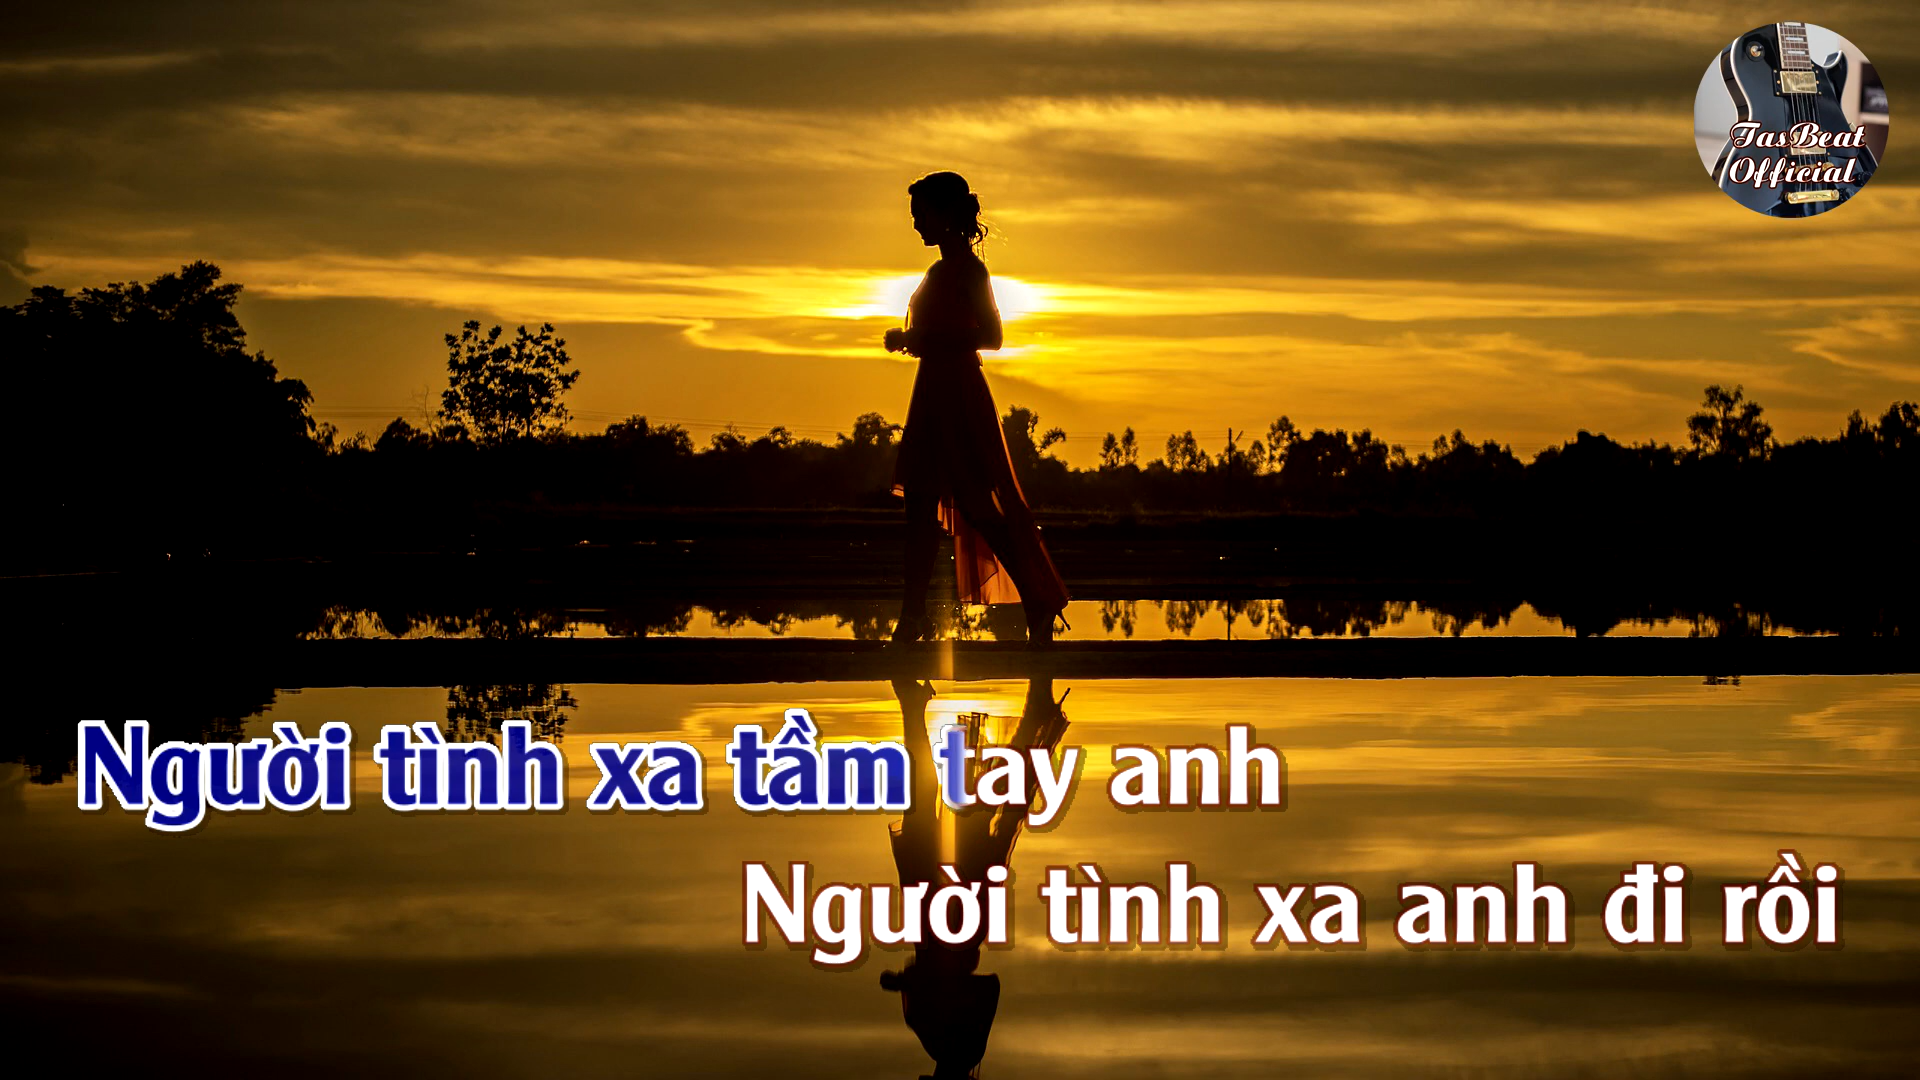 TasBeat
Official
Người tình xa tầm tay anh
Người tình xa anh đi rồi